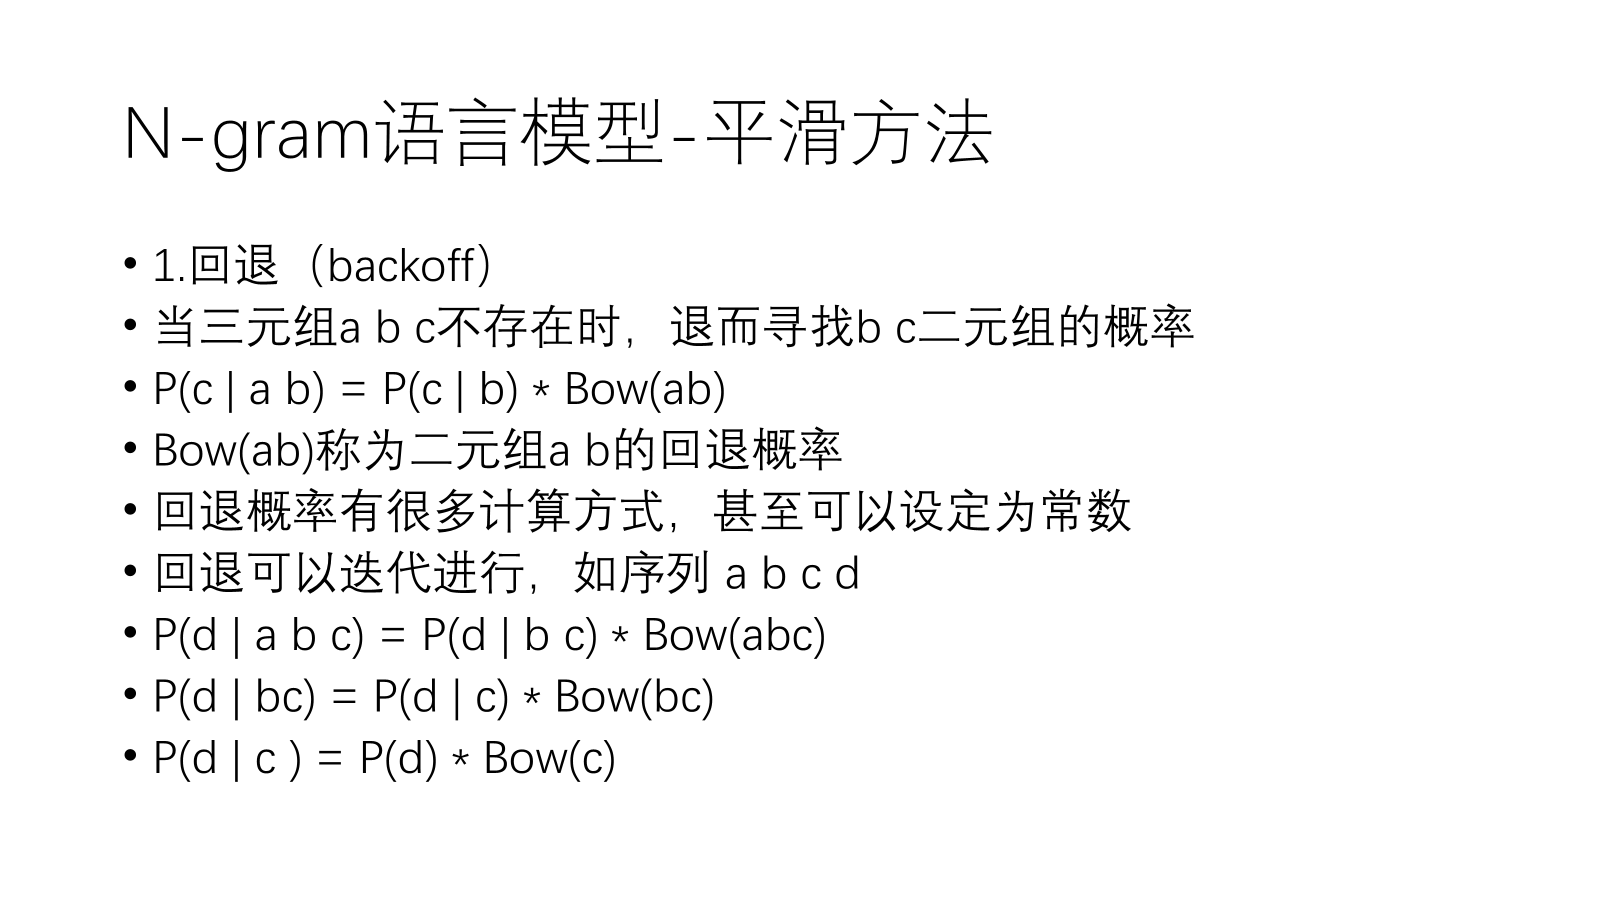 N-gram语言模型-平滑方法
• 1.回退（backoff）
• 当三元组a b c不存在时，退而寻找b c二元组的概率
• P(c | a b) = P(c | b) * Bow(ab)
• Bow(ab)称为二元组a b的回退概率
• 回退概率有很多计算方式，甚至可以设定为常数
• 回退可以迭代进行，如序列 a b c d
• P(d | a b c) = P(d | b c) * Bow(abc)
• P(d | bc) = P(d | c) * Bow(bc)
• P(d | c ) = P(d) * Bow(c)